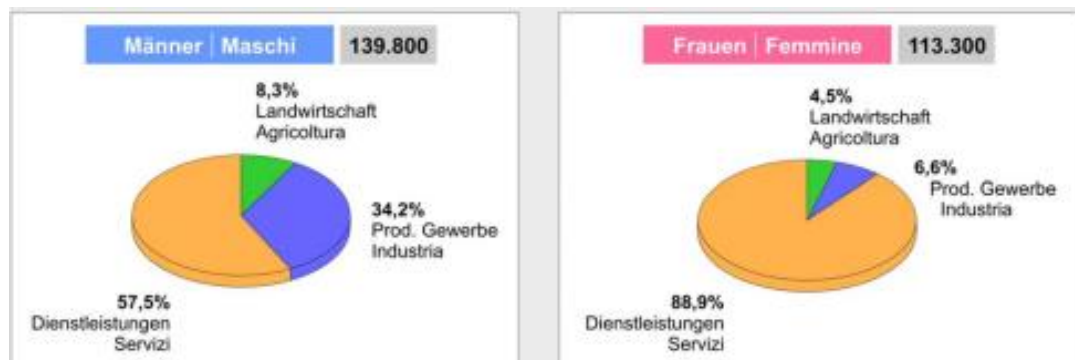 Männer | Maschi 139.800
8,3%
Landwirtschaft
Agricoltura
34,2%
Prod. Gewerbe
Industria
57,5%
Dienstleistungen
Servizi
Frauen | Femmine 113.300
4,5%
Landwirtschaft
Agricoltura
6,6%
Prod. Gewerbe
Industria
88,9%
Dienstleistungen
Servizi